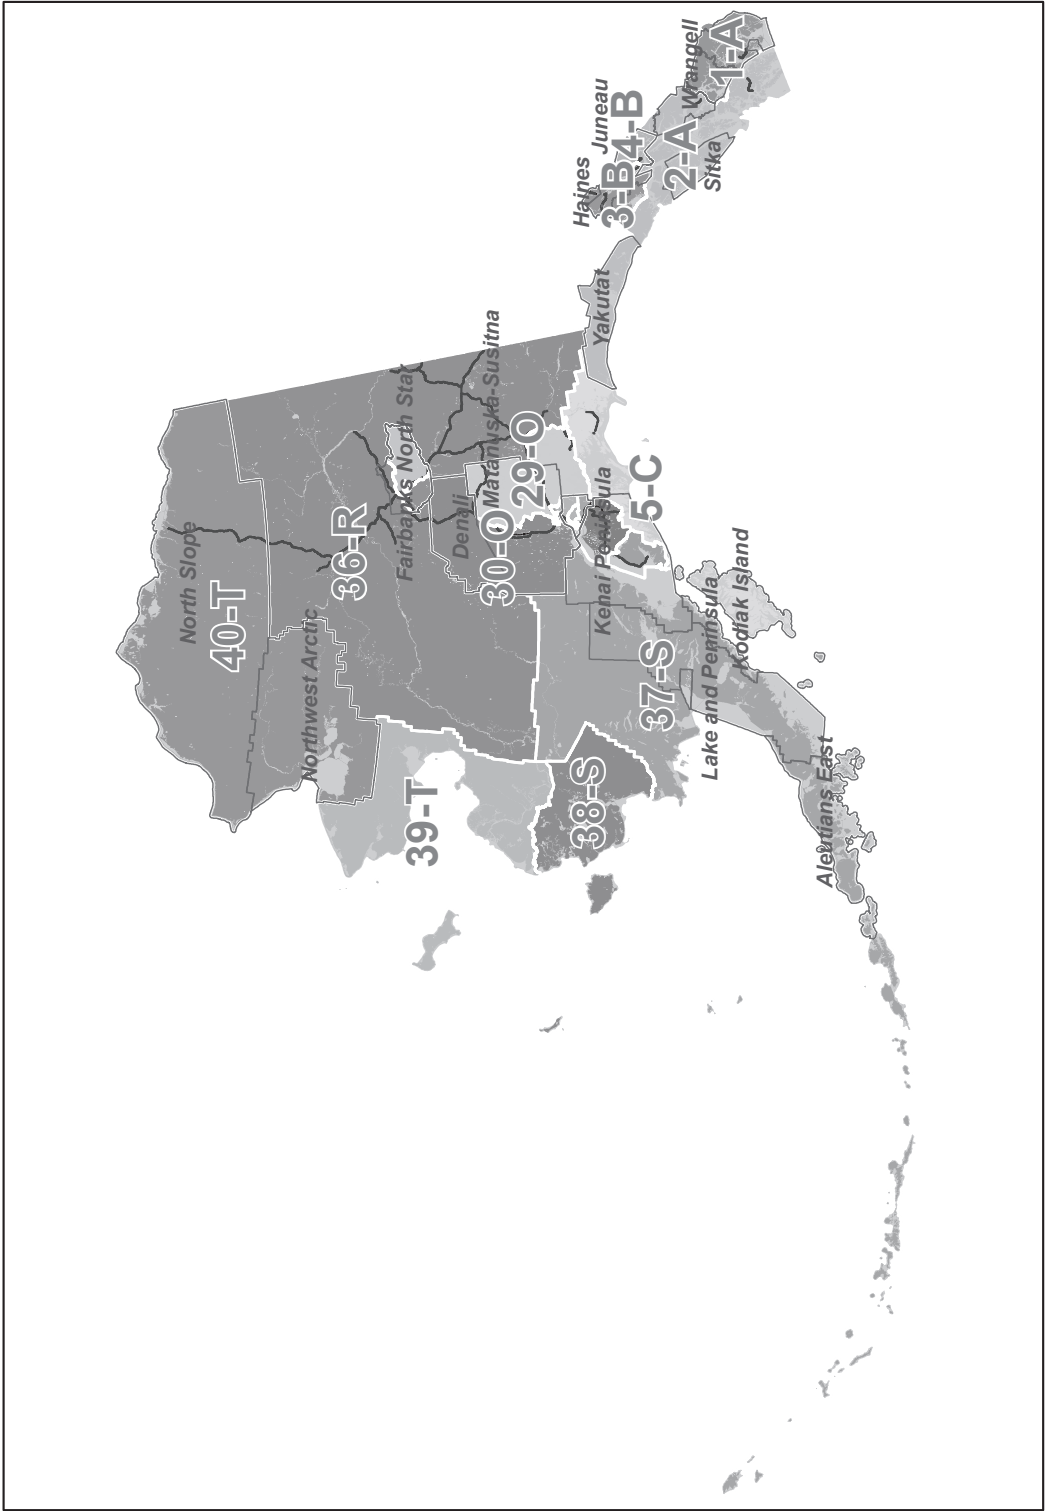 North Slope
40-T
Northwest Arctic
36-R
Fairbanks North Star
39-T
Denali
Matanuska-Susitna
30-O
29-O
38-S
Kenai Peninsula
5-C
37-S
Lake and Peninsula
Kodiak Island
Aleutians East
Yakutat
Haines
Juneau
3-B
4-B
2-A
Sitka
Wrangell
1-A